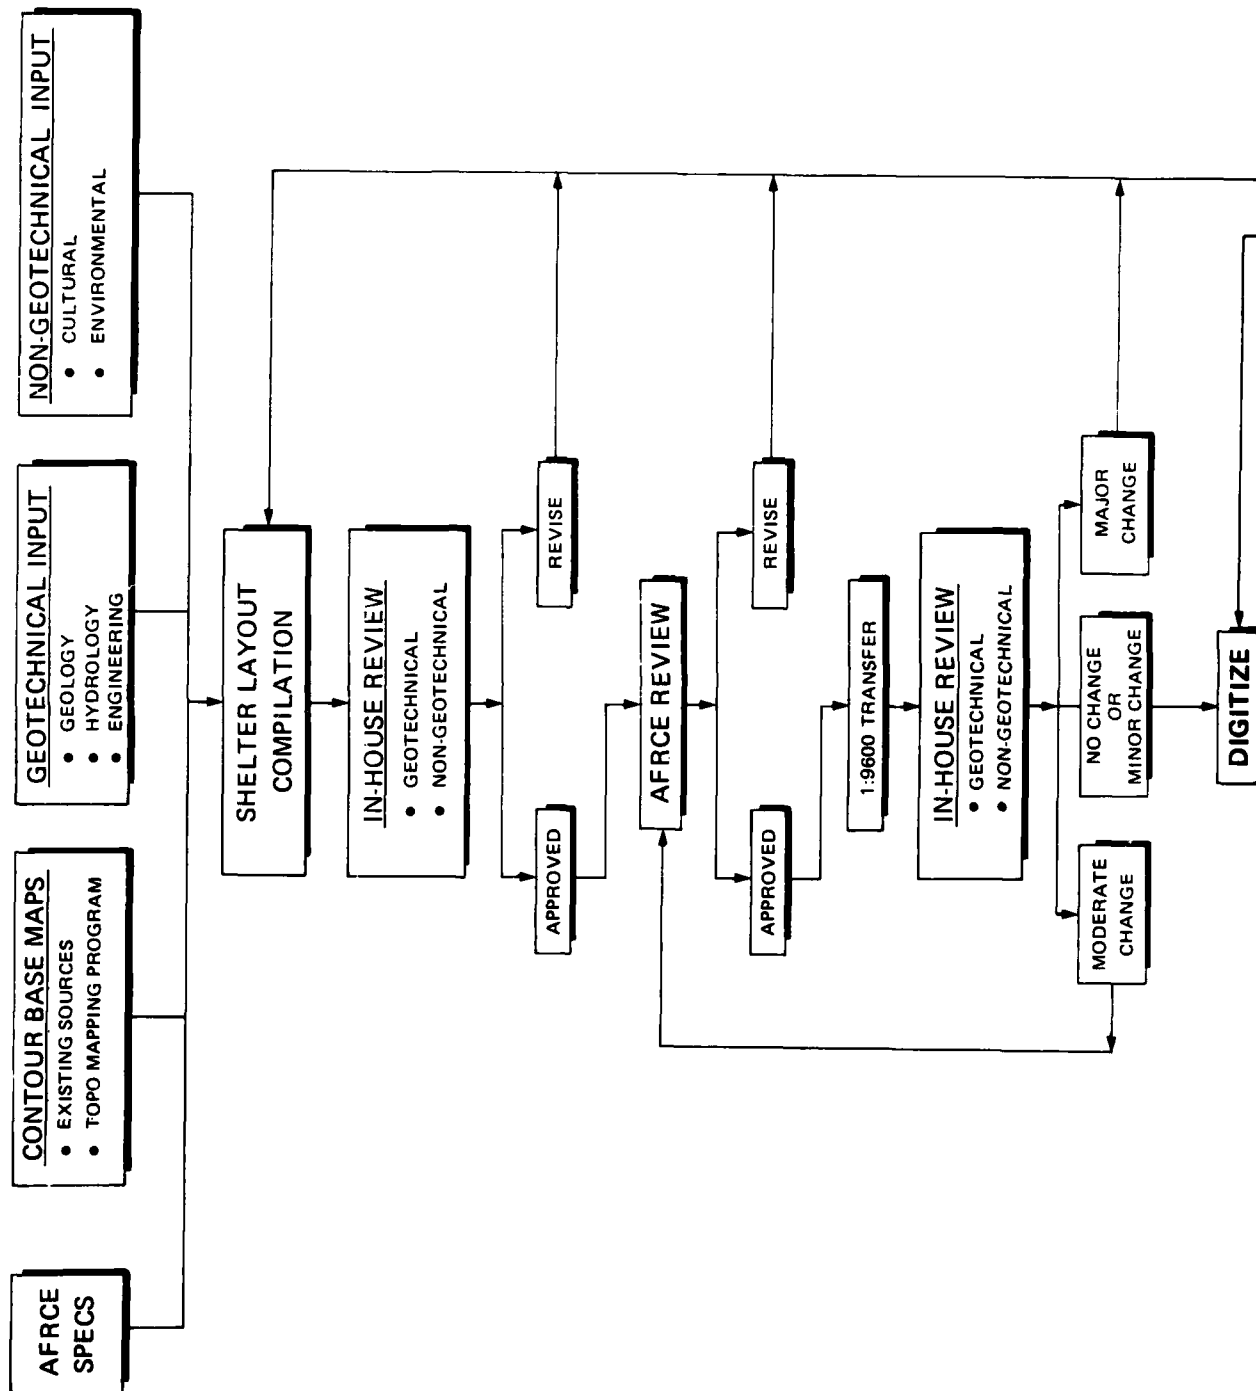 AFRCE
SPECS
CONTOUR BASE MAPS
• EXISTING SOURCES
• TOPO MAPPING PROGRAM
GEOTECHNICAL INPUT
• GEOLOGY
• HYDROLOGY
• ENGINEERING
NON-GEOTECHNICAL INPUT
• CULTURAL
• ENVIRONMENTAL
SHELTER LAYOUT
COMPILATION
IN-HOUSE REVIEW
• GEOTECHNICAL
• NON-GEOTECHNICAL
APPROVED
REVISE
AFRCE REVIEW
APPROVED
REVISE
1:9600 TRANSFER
IN-HOUSE REVIEW
• GEOTECHNICAL
• NON-GEOTECHNICAL
MODERATE
CHANGE
NO CHANGE
OR
MINOR CHANGE
MAJOR
CHANGE
DIGITIZE